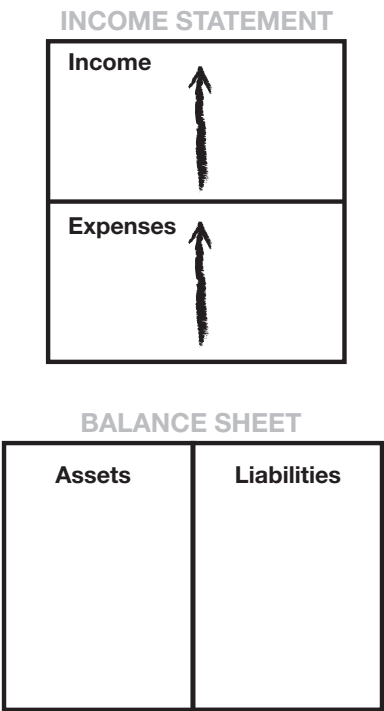 INCOME STATEMENT
Income
Expenses
BALANCE SHEET
Assets
Liabilities